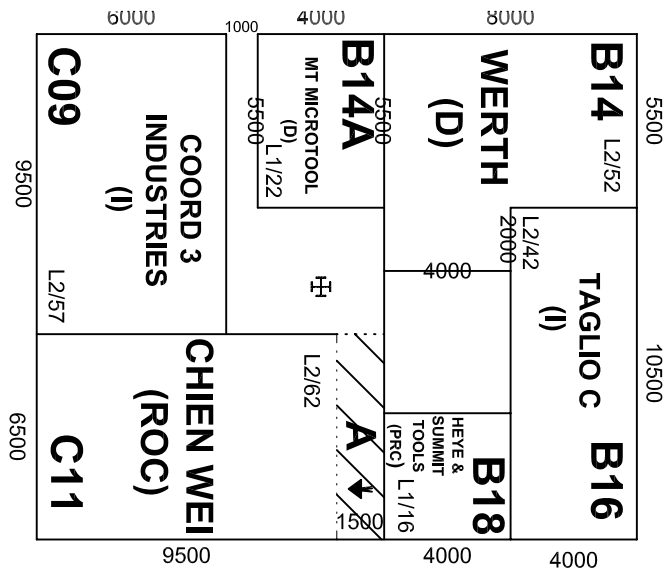 6000
1000
4000
8000
C09
COORD 3
INDUSTRIES
(I)
9500
L2/57
B14A
MT MICROTOOL
(D)
L1/22
5500
5500
WERTH
(D)
B14
L2/52
5500
2000
L2/42
4000
TAGLIO C
(I)
B16
10500
CHIEN WEI
(ROC)
C11
L2/62
6500
A
1500
HEYE &
SUMMIT
TOOLS
(PRC)
L1/16
B18
9500
4000
4000